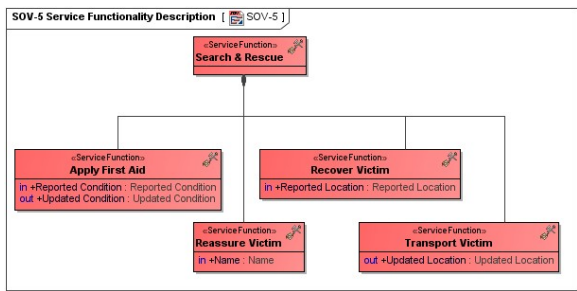 SOV-5 Service Functionality Description [ SOV-5 ]
«ServiceFunction»
Search & Rescue
«ServiceFunction»
Apply First Aid
in +Reported Condition : Reported Condition
out +Updated Condition : Updated Condition
«ServiceFunction»
Recover Victim
in +Reported Location : Reported Location
«ServiceFunction»
Reassure Victim
in +Name : Name
«ServiceFunction»
Transport Victim
out +Updated Location : Updated Location